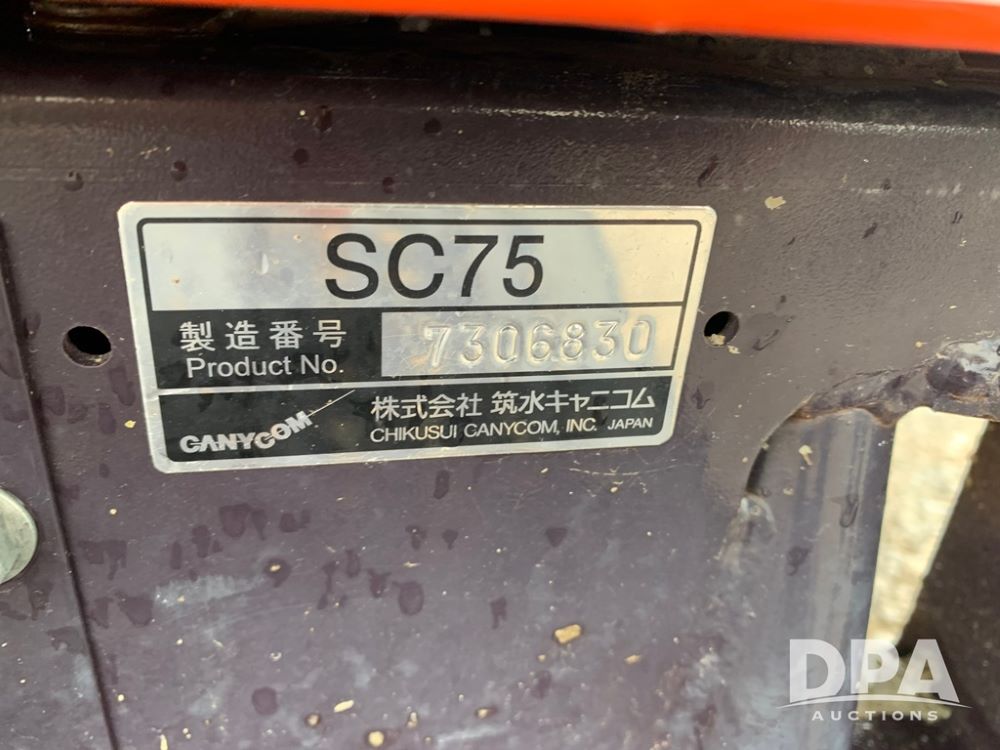 SC75
製造番号
Product No.
7306830
CANYCOM
株式会社 筑水キャニコム
CHIKUSUI CANYCOM, INC. JAPAN
DPA
AUCTIONS